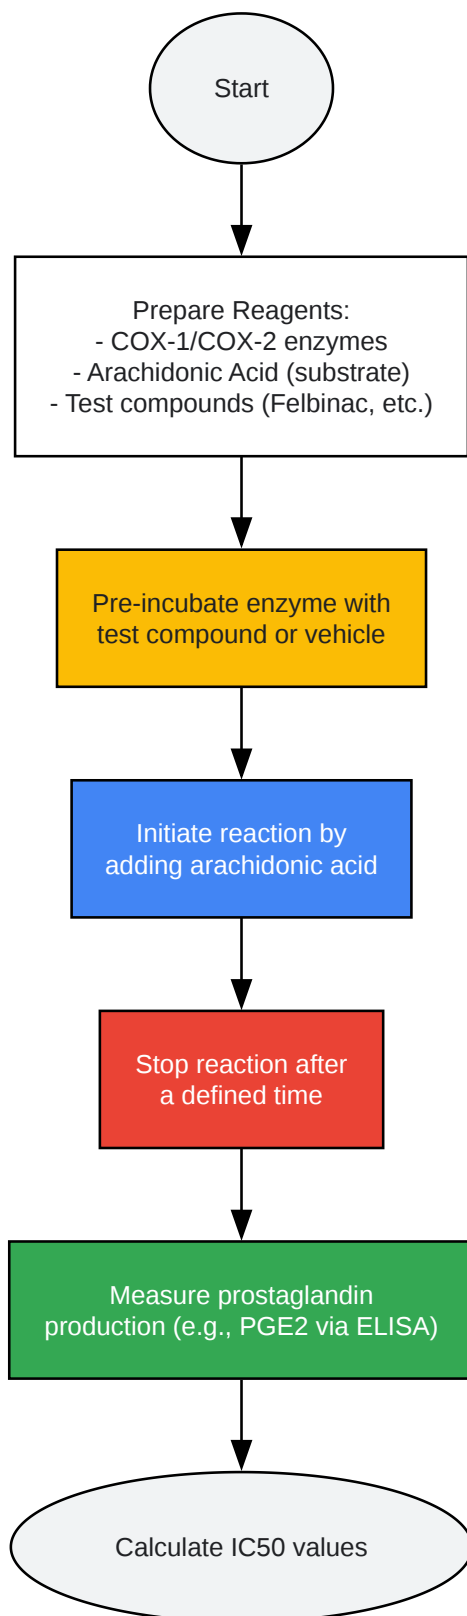 Start
Prepare Reagents:
- COX-1/COX-2 enzymes
- Arachidonic Acid (substrate)
- Test compounds (Felbinac, etc.)
Pre-incubate enzyme with
test compound or vehicle
Initiate reaction by
adding arachidonic acid
Stop reaction after
a defined time
Measure prostaglandin
production (e.g., PGE2 via ELISA)
Calculate IC50 values